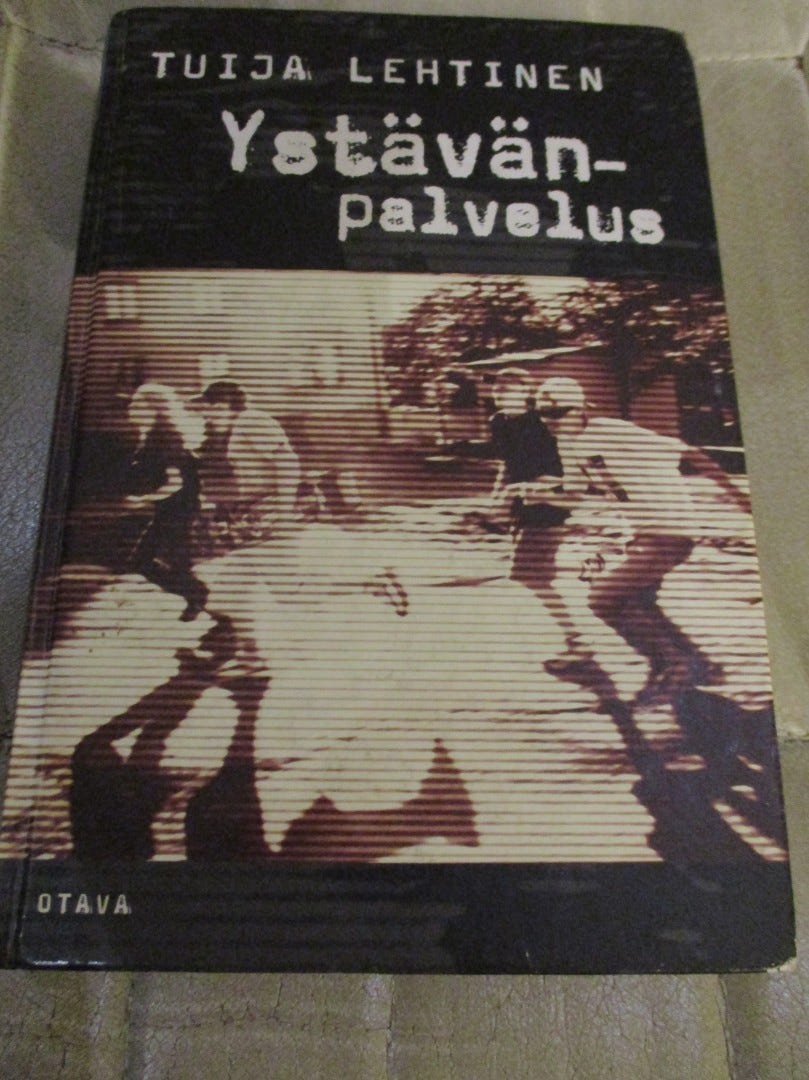 TUIJA LEHTINEN
Ystävän-
palvelus
OTAVA